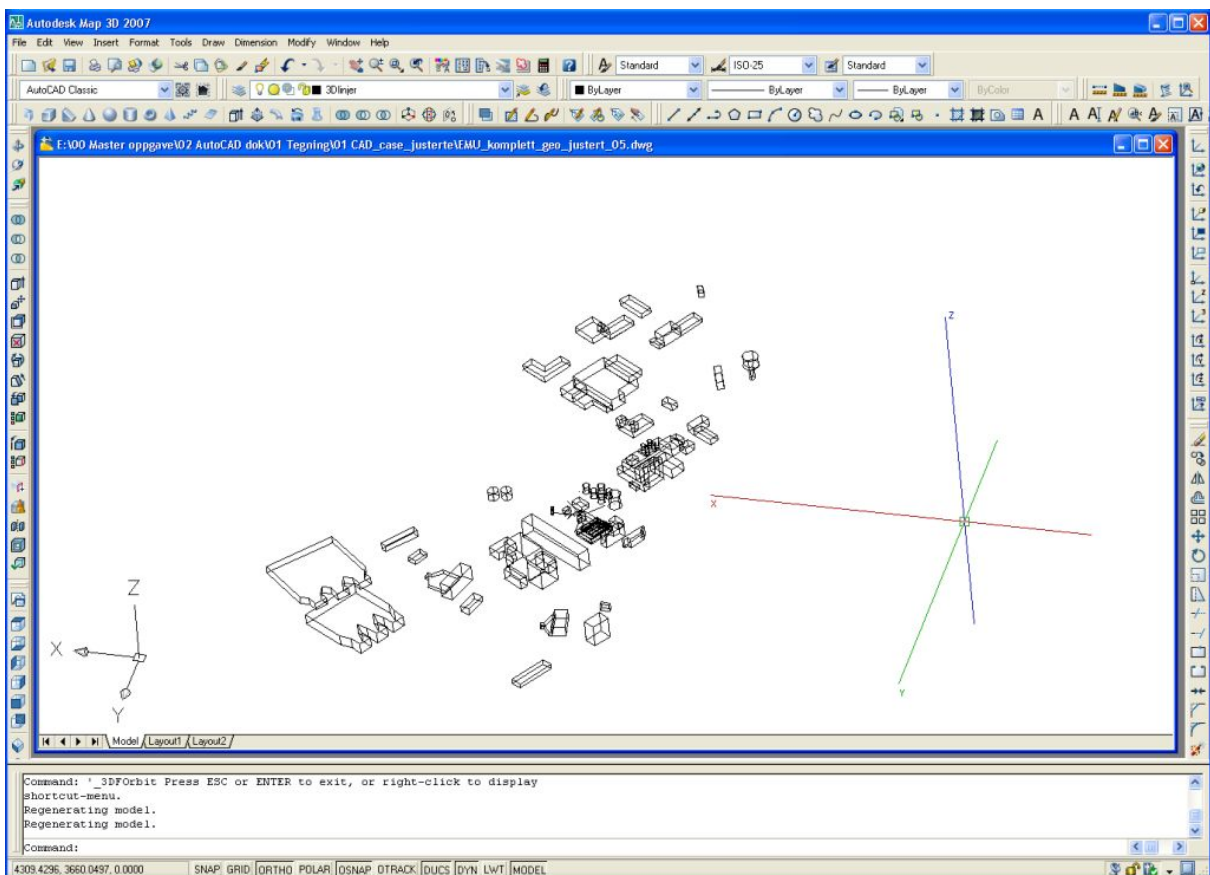 Autodesk Map 3D 2007
File Edit View Insert Format Tools Draw Dimension Modify Window Help
Standard ISO-25 Standard
AutoCAD Classic 3Dlinjer ByLayer ByLayer ByLayer ByColor
E:\00 Master oppgave\02 AutoCAD dok\01 Tegning\01 CAD_case_justerte\EMU_komplett_geo_justert_05.dwg
Z
X
Y
Z
X
Y
Model Layout1 Layout2
Command: '_3DFOrbit Press ESC or ENTER to exit, or right-click to display
shortcut-menu.
Regenerating model.
Regenerating model.
Command:
4309.4296, 3660.0497, 0.0000 SNAP GRID ORTHO POLAR OSNAP OTRACK DUCS DYN LWT MODEL